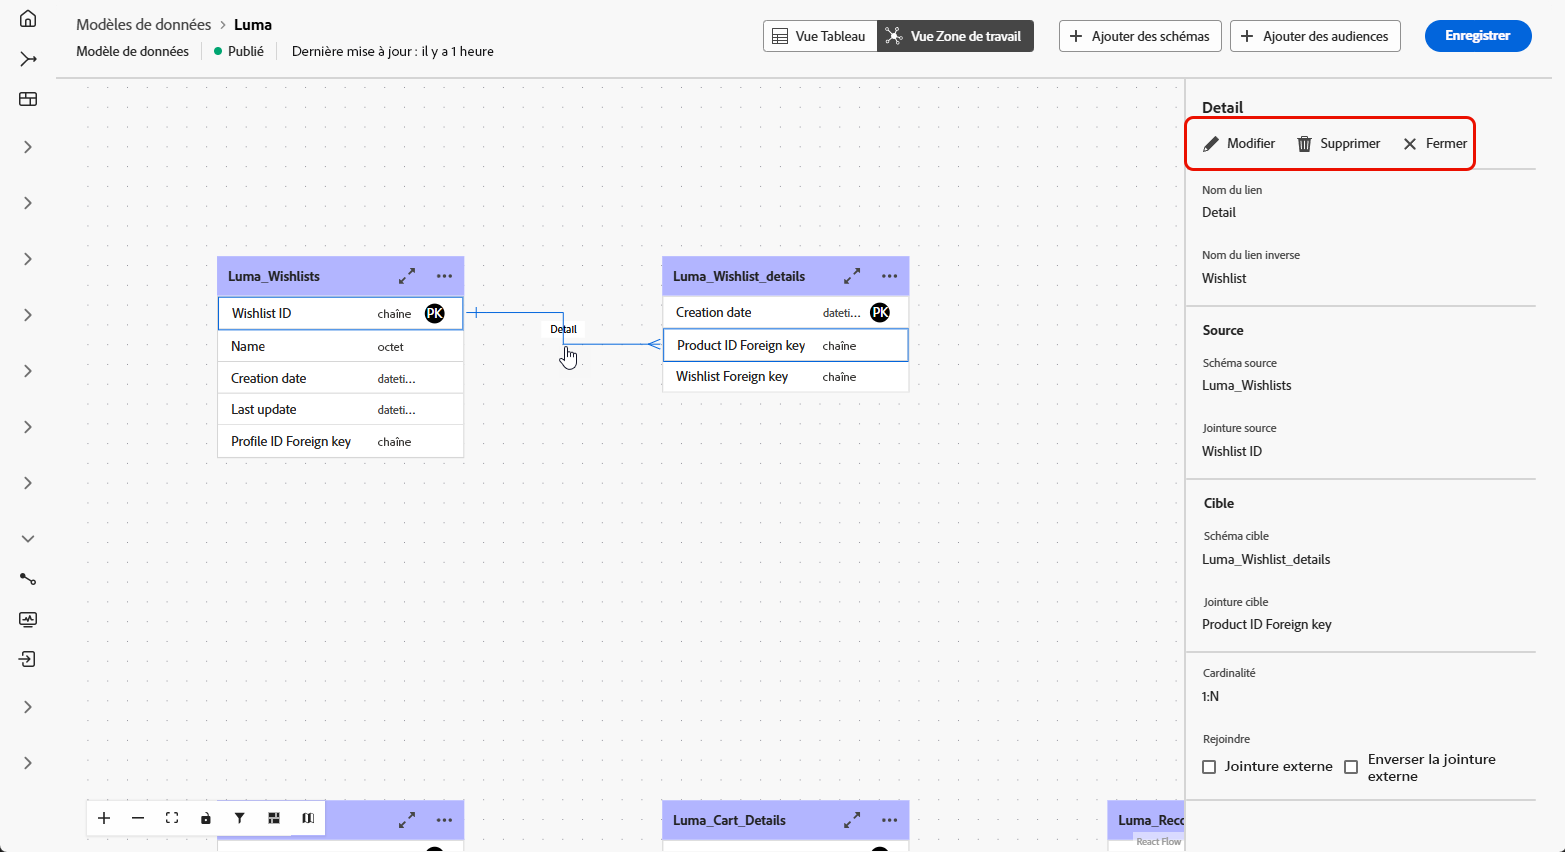 Modèles de données > Luma
Modèle de données Publié Dernière mise à jour : il y a 1 heure
Vue Tableau Vue Zone de travail
Ajouter des schémas
Ajouter des audiences
Enregistrer
Luma_Wishlists
Wishlist ID chaîne PK
Name octet
Creation date dateti...
Last update dateti...
Profile ID Foreign key chaîne
Detail
Luma_Wishlist_details
Creation date dateti... PK
Product ID Foreign key chaîne
Wishlist Foreign key chaîne
Luma_Cart_Details
Luma_Reco
React Flow
Detail
Modifier Supprimer Fermer
Nom du lien
Detail
Nom du lien inverse
Wishlist
Source
Schéma source
Luma_Wishlists
Jointure source
Wishlist ID
Cible
Schéma cible
Luma_Wishlist_details
Jointure cible
Product ID Foreign key
Cardinalité
1:N
Rejoindre
Jointure externe
Enverser la jointure
externe